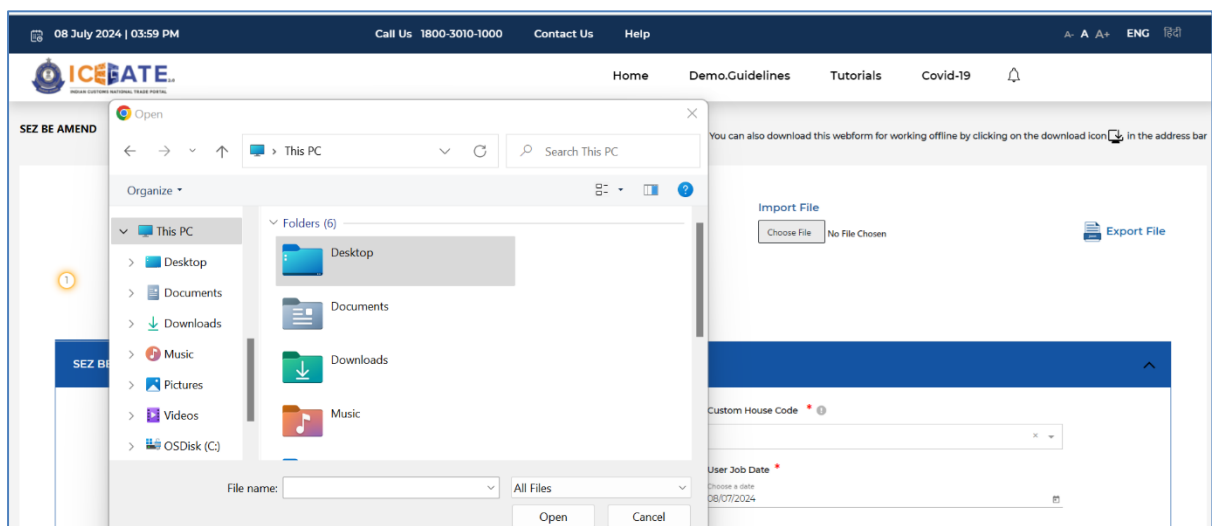 08 July 2024 | 03:59 PM Call Us 1800-3010-1000 Contact Us Help A- A A+ ENG हिंदी
ICEGATE
INDIAN CUSTOMS NATIONAL TRADE PORTAL
Home Demo.Guidelines Tutorials Covid-19
SEZ BE AMEND
You can also download this webform for working offline by clicking on the download icon in the address bar
Open
This PC
Search This PC
Organize
This PC
Desktop
Documents
Downloads
Music
Pictures
Videos
OSDisk (C:)
Folders (6)
Desktop
Documents
Downloads
Music
File name:
All Files
Open Cancel
Import File
Choose File No File Chosen
Export File
1
SEZ BE
Custom House Code *
User Job Date *
Choose a date
08/07/2024